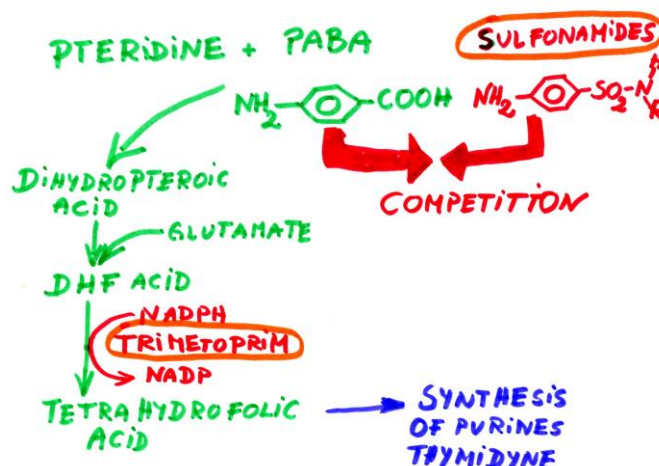 PTERIDINE + PABA
SULFONAMIDES
NH2 COOH
NH2 SO2-N
DIHYDROPTEROIC
ACID
COMPETITION
GLUTAMATE
DHF ACID
NADPH
TRIMETOPRIM
NADP
TETRAHYDROFOLIC
ACID
SYNTHESIS
OF PURINES
THYMIDYNE